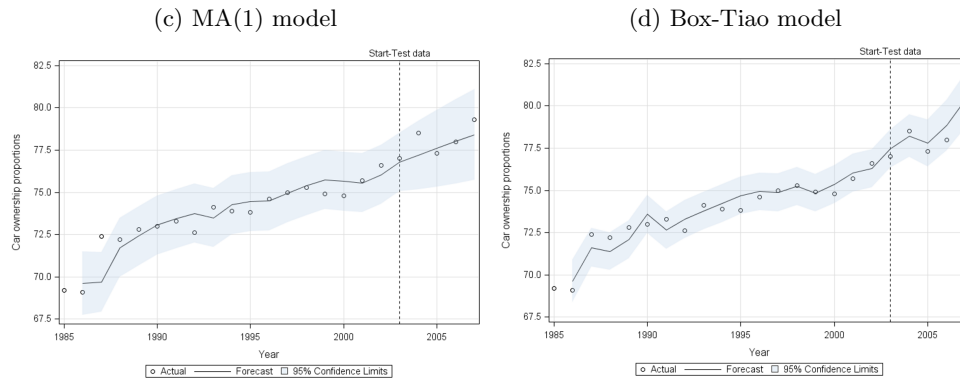 (c) MA(1) model
Start-Test data
82.5
80.0
77.5
75.0
72.5
70.0
67.5
Car ownership proportions
1985
1990
1995
2000
2005
Year
Actual
Forecast
95% Confidence Limits
(d) Box-Tiao model
Start-Test data
82.5
80.0
77.5
75.0
72.5
70.0
67.5
Car ownership proportions
1985
1990
1995
2000
2005
Year
Actual
Forecast
95% Confidence Limits